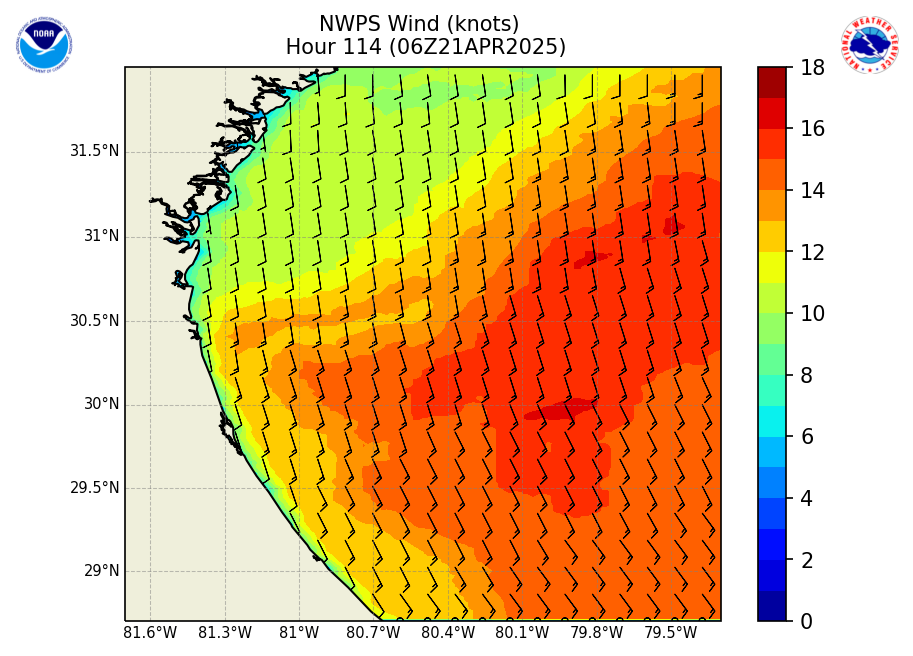 NWPS Wind (knots)
Hour 114 (06Z21APR2025)
NOAA
NATIONAL WEATHER SERVICE
18
16
14
12
10
8
6
4
2
0
31.5°N
31°N
30.5°N
30°N
29.5°N
29°N
81.6°W 81.3°W 81°W 80.7°W 80.4°W 80.1°W 79.8°W 79.5°W